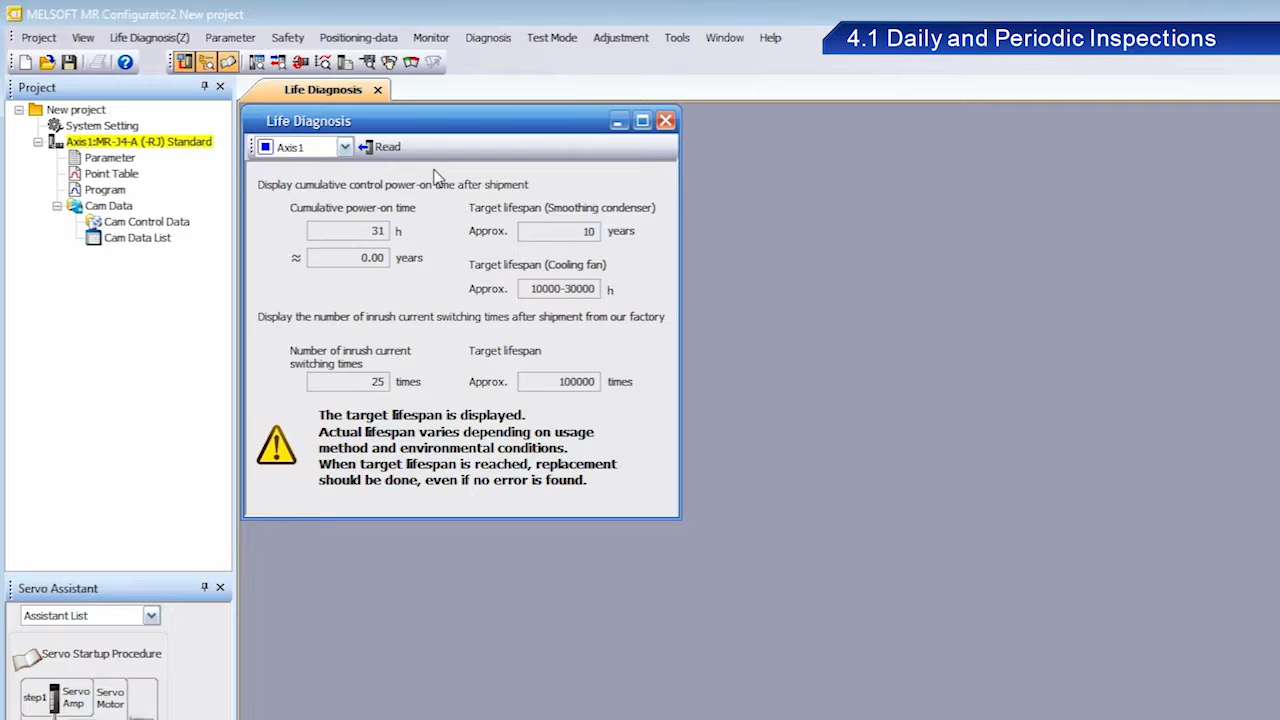 MELSOFT MR Configurator2 New project
4.1 Daily and Periodic Inspections
Project View Life Diagnosis(Z) Parameter Safety Positioning-data Monitor Diagnosis Test Mode Adjustment Tools Window Help
Project
Life Diagnosis
New project
System Setting
Axis1:MR-J4-A (-RJ) Standard
Parameter
Point Table
Program
Cam Data
Cam Control Data
Cam Data List
Life Diagnosis
Axis1 Read
Display cumulative control power-on time after shipment
Cumulative power-on time Target lifespan (Smoothing condenser)
31 h Approx. 10 years
≈ 0.00 years
Target lifespan (Cooling fan)
Approx. 10000-30000 h
Display the number of inrush current switching times after shipment from our factory
Number of inrush current Target lifespan
switching times
25 times Approx. 100000 times
The target lifespan is displayed.
Actual lifespan varies depending on usage
method and environmental conditions.
When target lifespan is reached, replacement
should be done, even if no error is found.
Servo Assistant
Assistant List
Servo Startup Procedure
step1 Servo Servo
Amp Motor